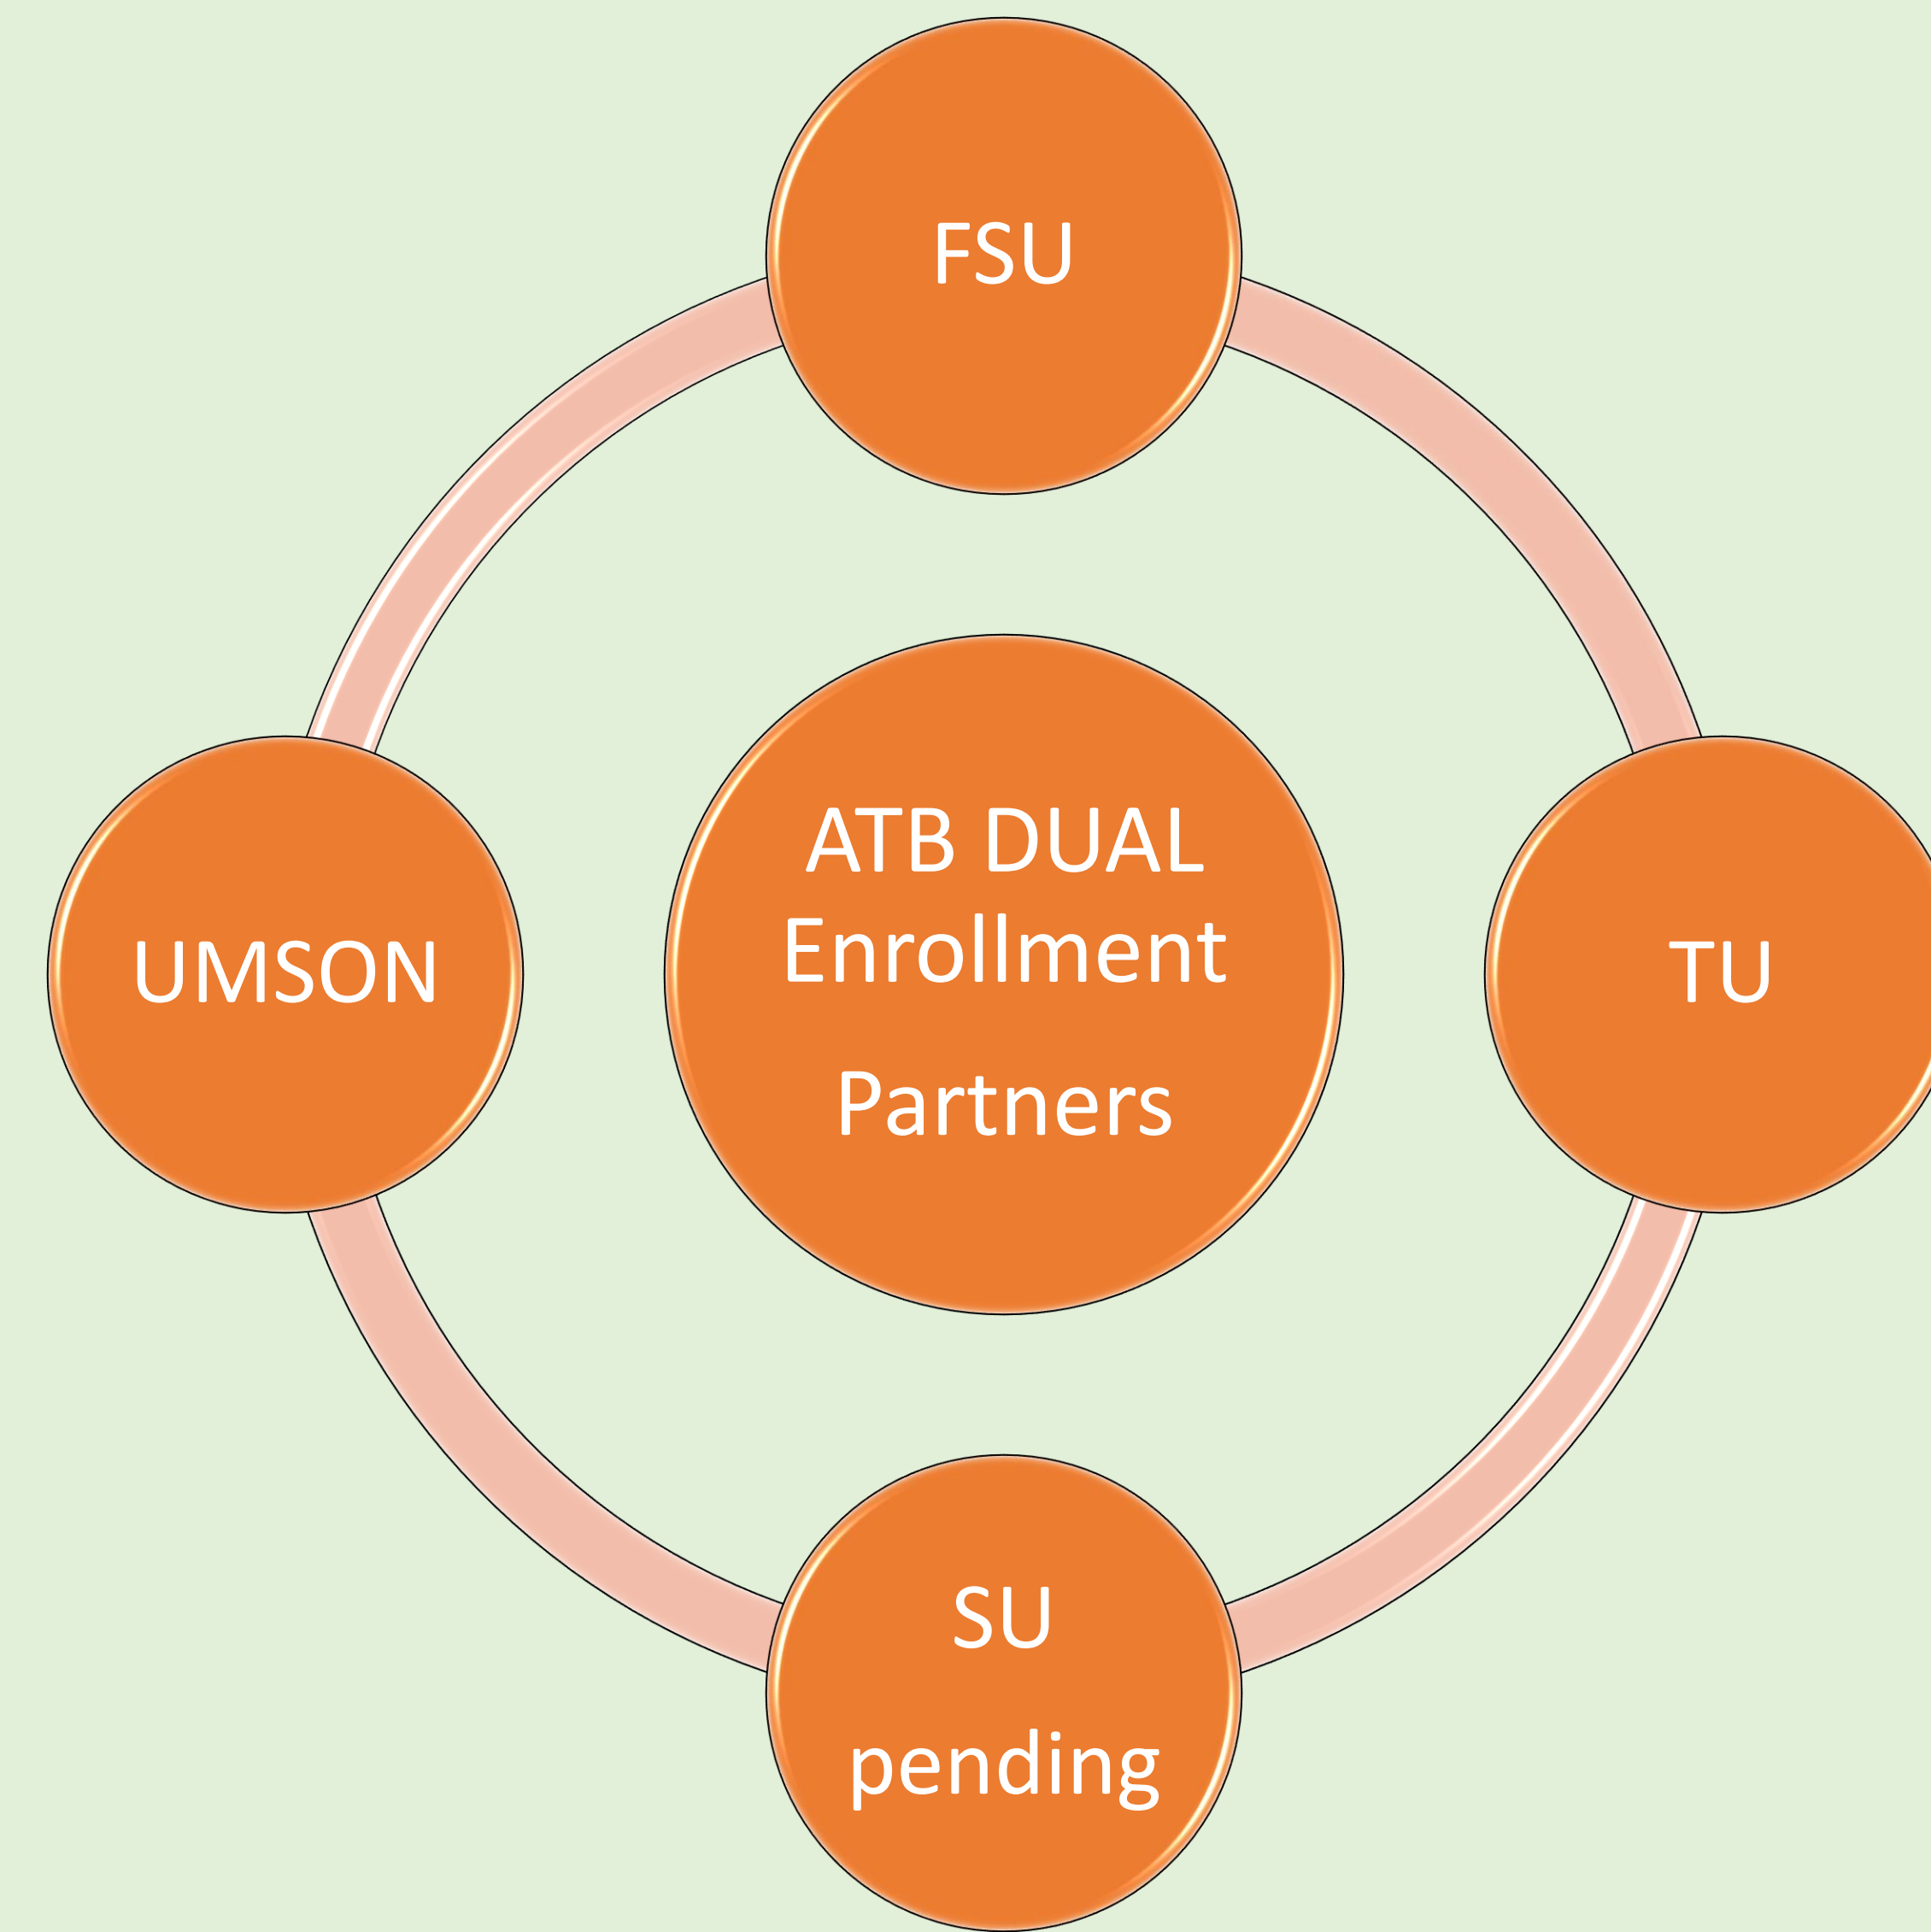 FSU
ATB DUAL
Enrollment
Partners
UMSON
TU
SU
pending